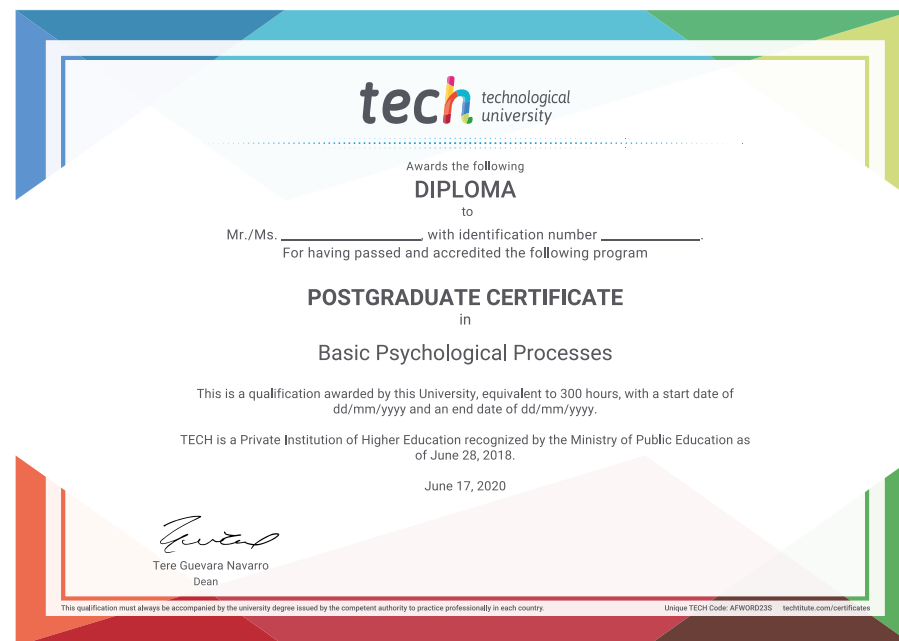 tech technological
university
Awards the following
DIPLOMA
to
Mr./Ms. ____________, with identification number ____________.
For having passed and accredited the following program
POSTGRADUATE CERTIFICATE
in
Basic Psychological Processes
This is a qualification awarded by this University, equivalent to 300 hours, with a start date of
dd/mm/yyyy and an end date of dd/mm/yyyy.
TECH is a Private Institution of Higher Education recognized by the Ministry of Public Education as
of June 28, 2018.
June 17, 2020
Tere Guevara Navarro
Dean
This qualification must always be accompanied by the university degree issued by the competent authority to practice professionally in each country. Unique TECH Code: AFWORD23S techtitute.com/certificates